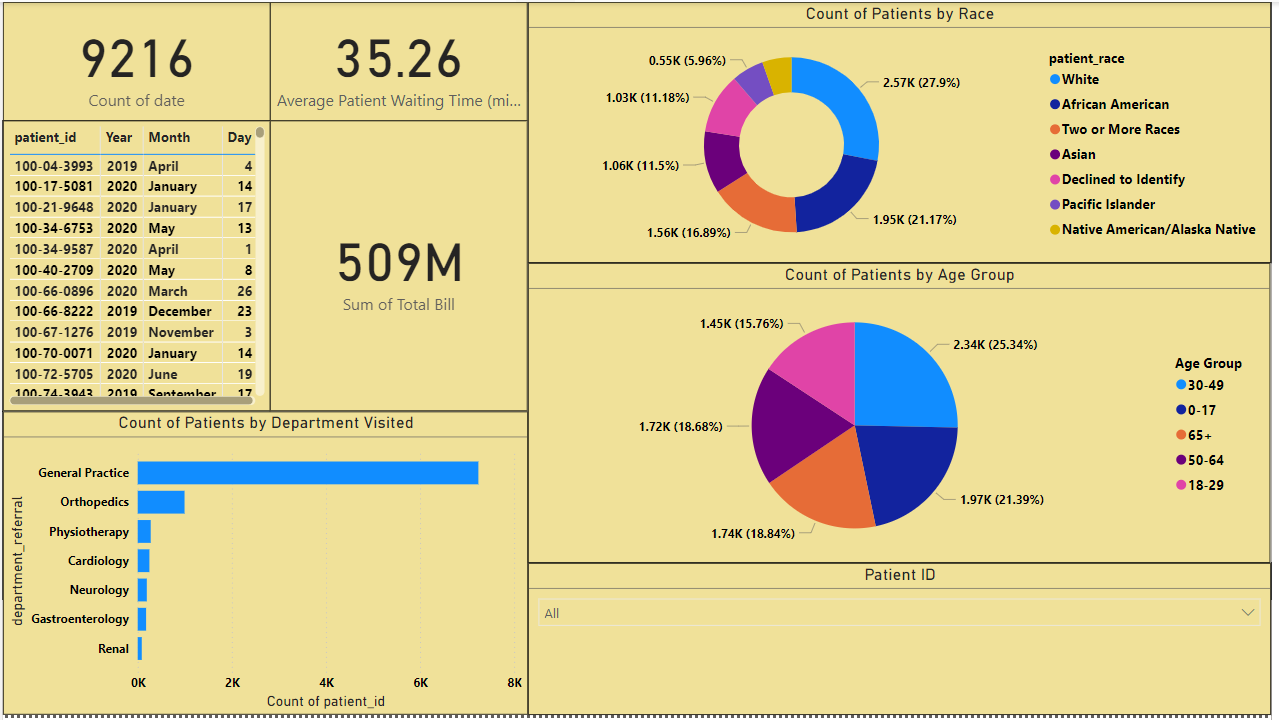 9216
Count of date
35.26
Average Patient Waiting Time (mi...
patient_id Year Month Day
100-04-3993 2019 April 4
100-17-5081 2020 January 14
100-21-9648 2020 January 17
100-34-6753 2020 May 13
100-34-9587 2020 April 1
100-40-2709 2020 May 8
100-66-0896 2020 March 26
100-66-8222 2019 December 23
100-67-1276 2019 November 3
100-70-0071 2020 January 14
100-72-5705 2020 June 19
100-74-3943 2019 September 17
509M
Sum of Total Bill
Count of Patients by Department Visited
department_referral
General Practice
Orthopedics
Physiotherapy
Cardiology
Neurology
Gastroenterology
Renal
0K 2K 4K 6K 8K
Count of patient_id
Count of Patients by Race
0.55K (5.96%)
2.57K (27.9%)
1.03K (11.18%)
1.06K (11.5%)
1.95K (21.17%)
1.56K (16.89%)
patient_race
White
African American
Two or More Races
Asian
Declined to Identify
Pacific Islander
Native American/Alaska Native
Count of Patients by Age Group
1.45K (15.76%)
2.34K (25.34%)
1.72K (18.68%)
1.97K (21.39%)
1.74K (18.84%)
Age Group
30-49
0-17
65+
50-64
18-29
Patient ID
All